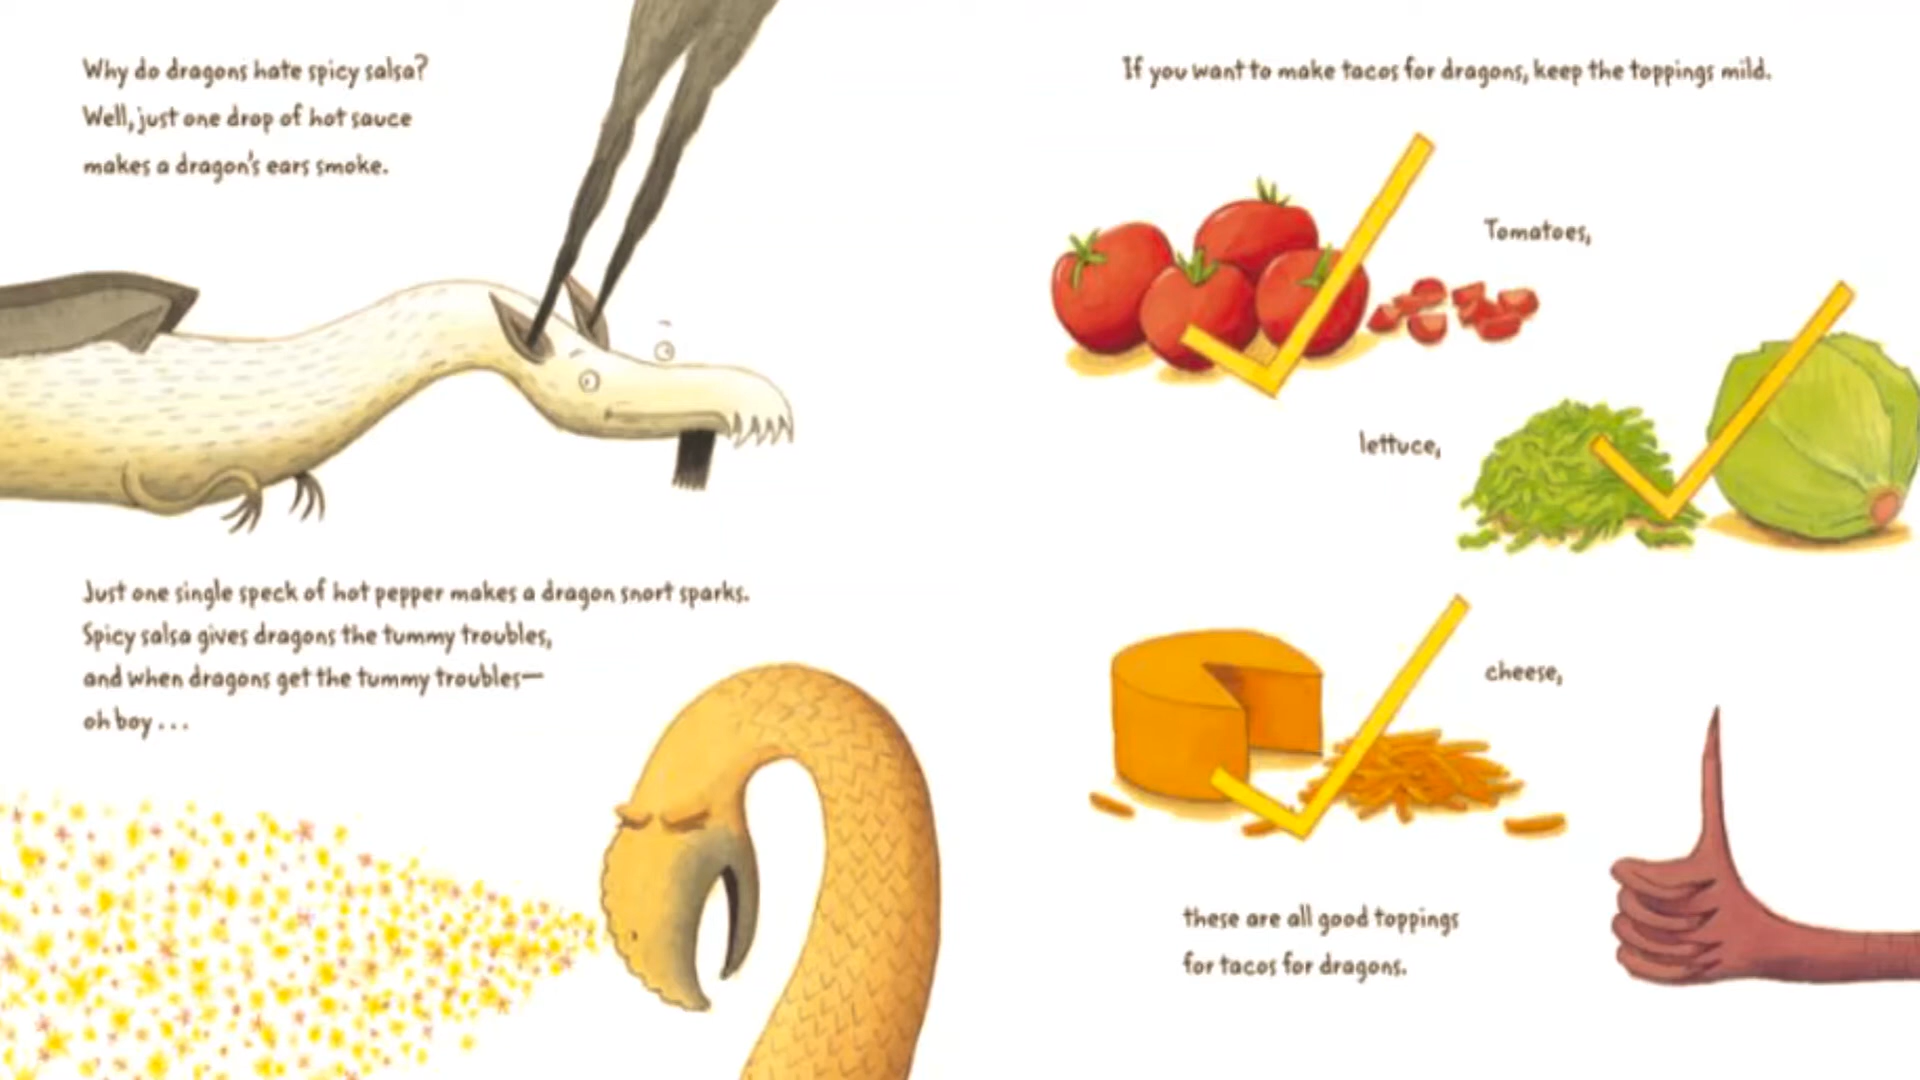 Why do dragons hate spicy salsa?
Well, just one drop of hot sauce
makes a dragon's ears smoke.
Just one single speck of hot pepper makes a dragon snort sparks.
Spicy salsa gives dragons the tummy troubles,
and when dragons get the tummy troubles—
oh boy . . .
If you want to make tacos for dragons, keep the toppings mild.
Tomatoes,
lettuce,
cheese,
these are all good toppings
for tacos for dragons.